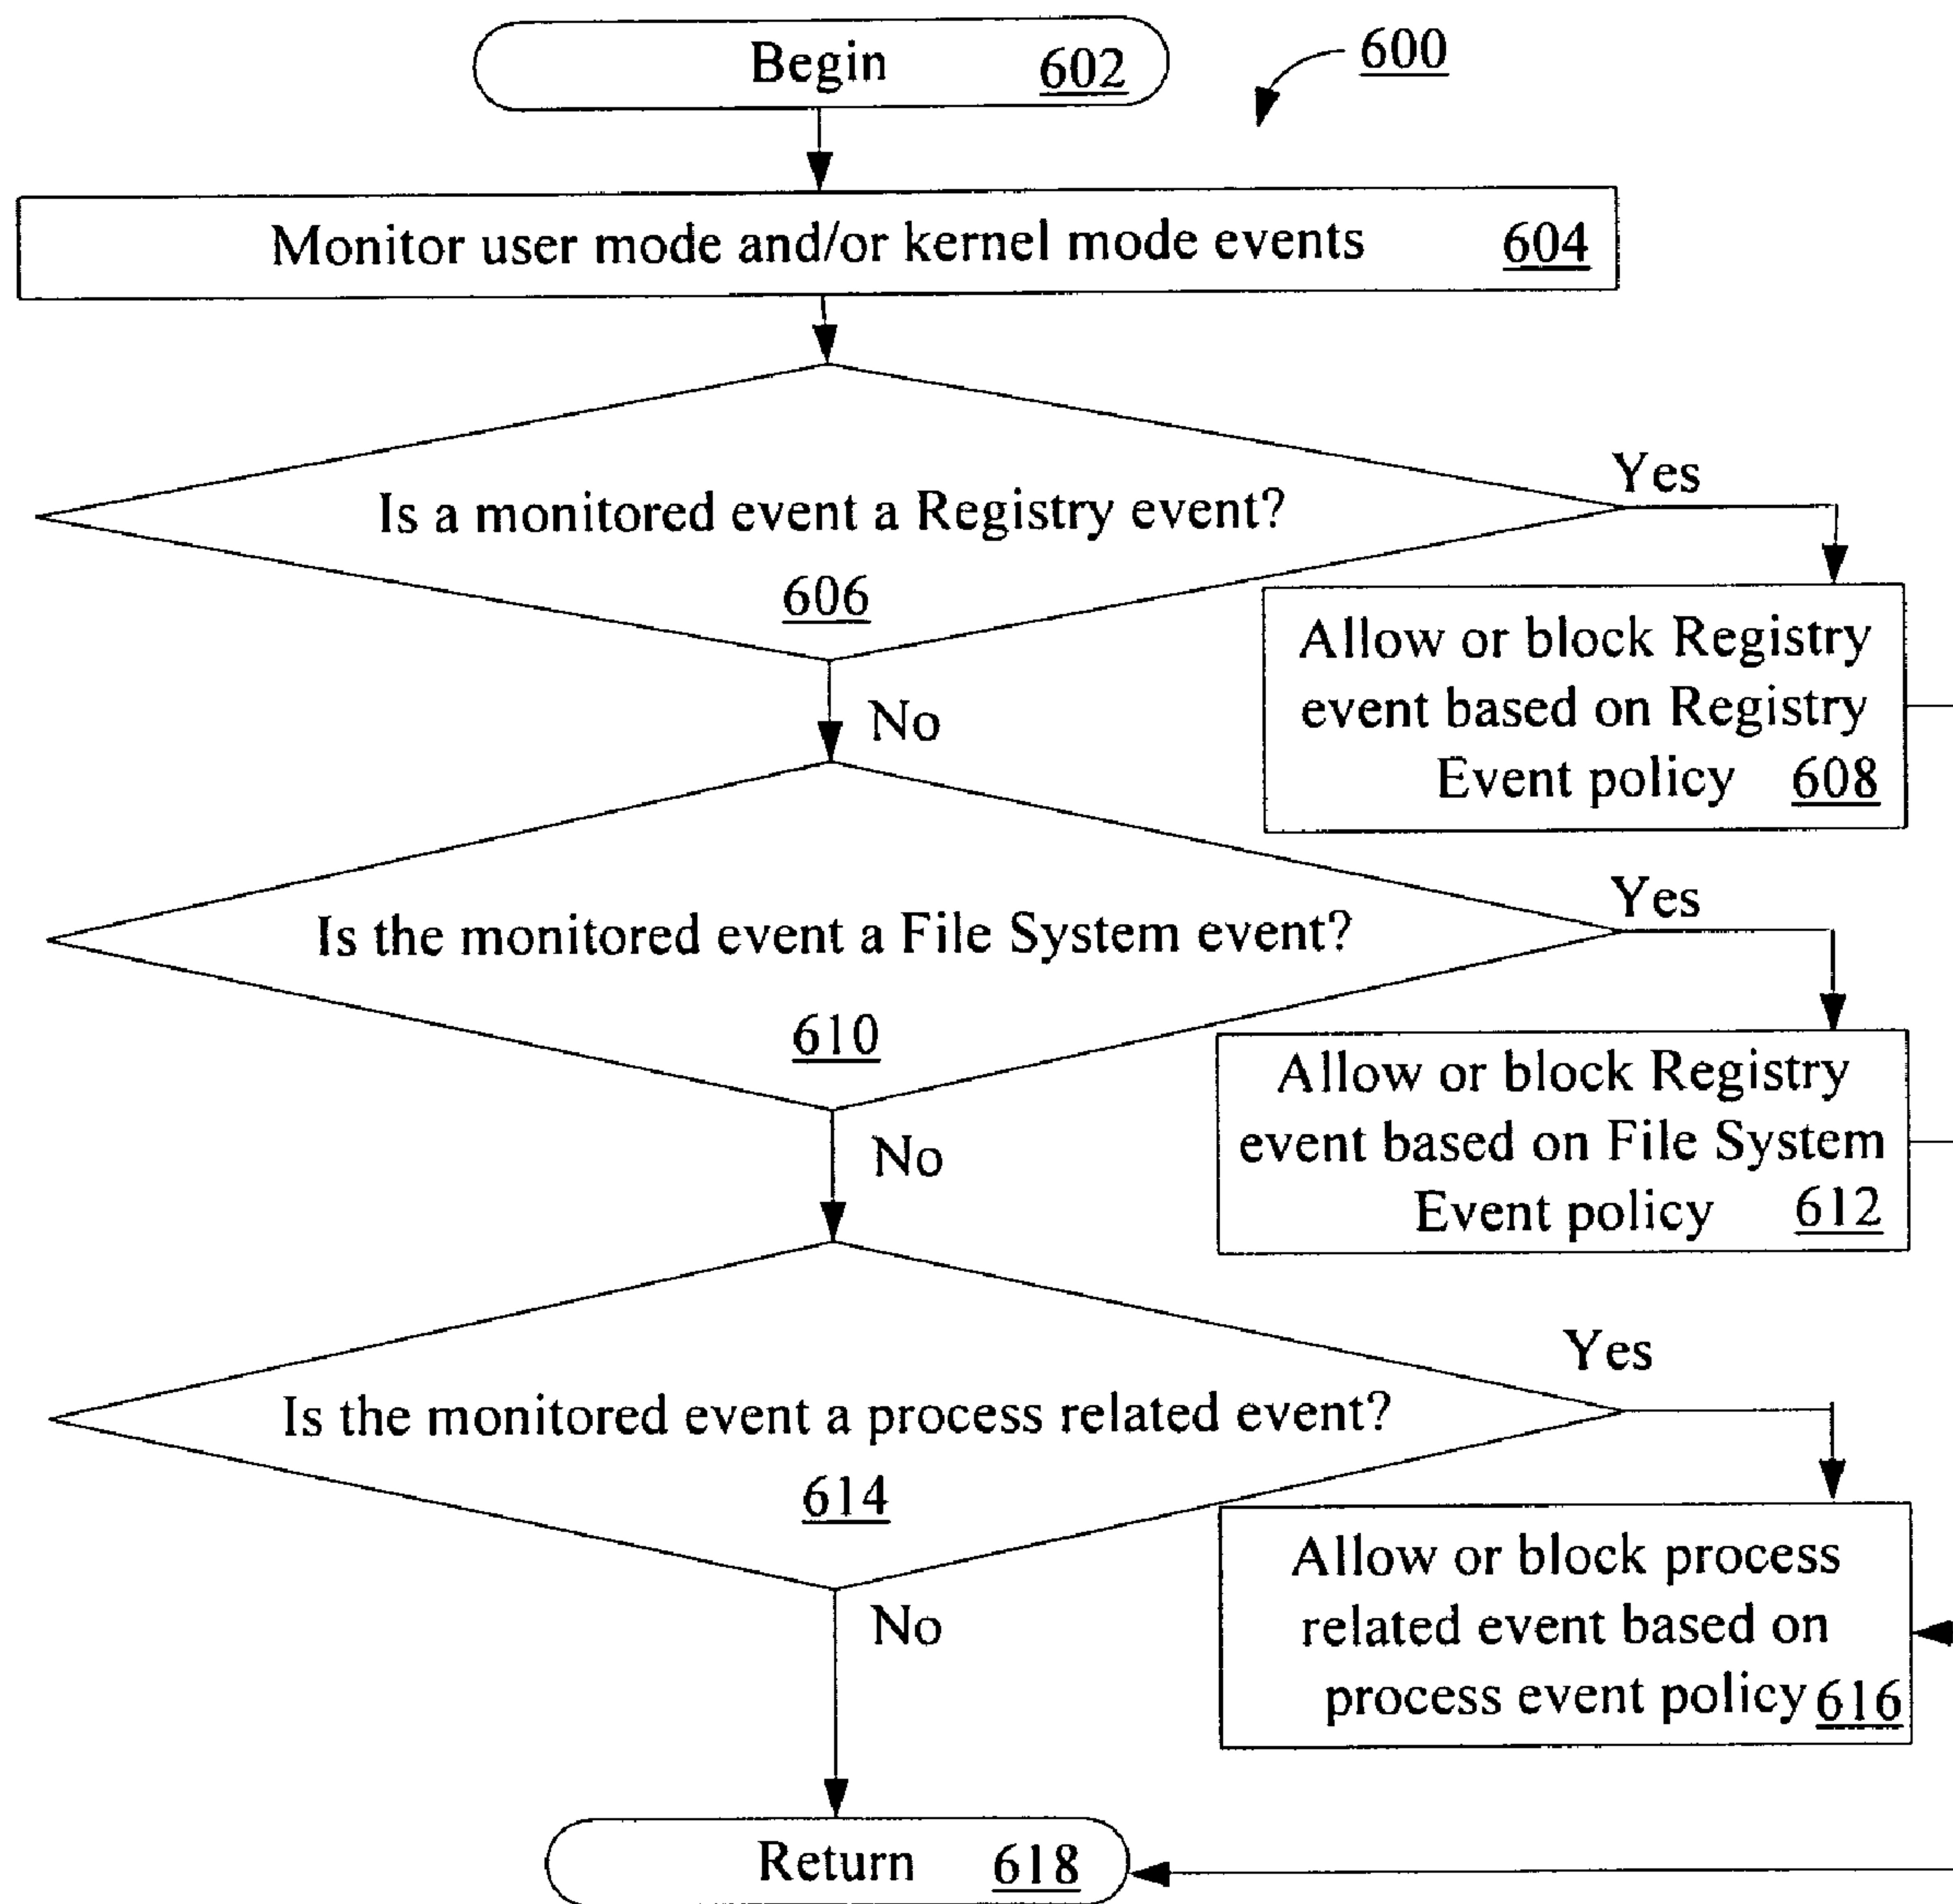 Begin 602
600
Monitor user mode and/or kernel mode events 604
Is a monitored event a Registry event?
606
Yes
Allow or block Registry
event based on Registry
Event policy 608
No
Is the monitored event a File System event?
610
Yes
Allow or block Registry
event based on File System
Event policy 612
No
Is the monitored event a process related event?
614
Yes
Allow or block process
related event based on
process event policy 616
No
Return 618